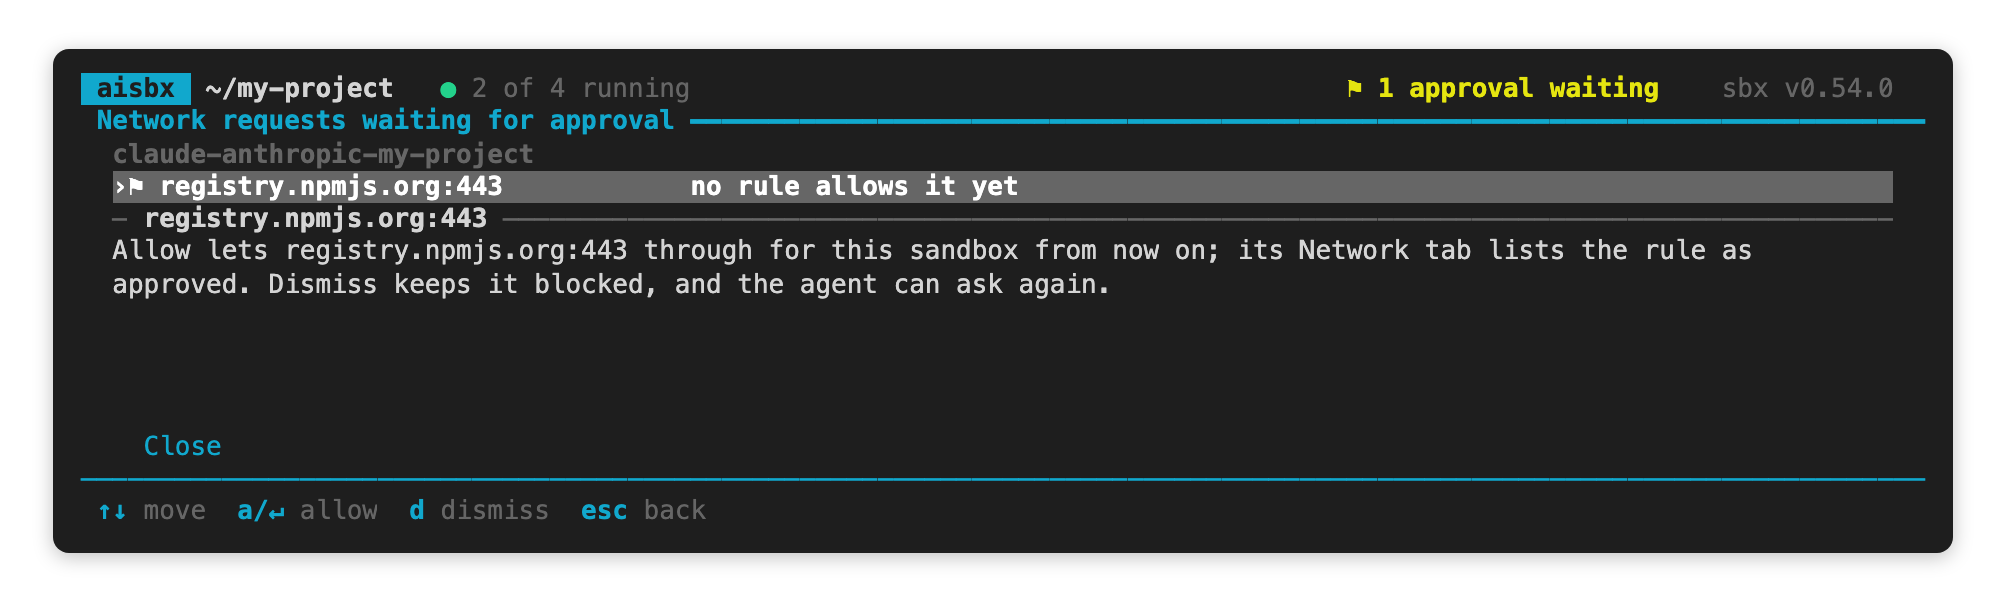 aisbx ~/my-project ● 2 of 4 running ⚑ 1 approval waiting sbx v0.54.0
Network requests waiting for approval
claude-anthropic-my-project
›⚑ registry.npmjs.org:443 no rule allows it yet
registry.npmjs.org:443
Allow lets registry.npmjs.org:443 through for this sandbox from now on; its Network tab lists the rule as
approved. Dismiss keeps it blocked, and the agent can ask again.
Close
↑↓ move a/↵ allow d dismiss esc back